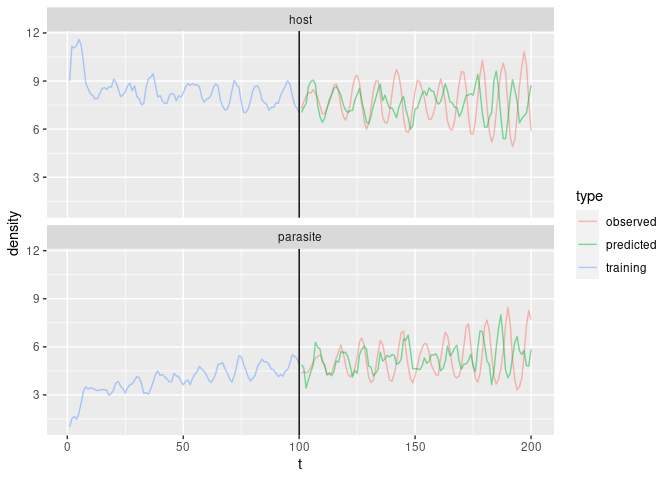 host
12
9
6
3
density
parasite
12
9
6
3
0 50 100 150 200
t
type
observed
predicted
training